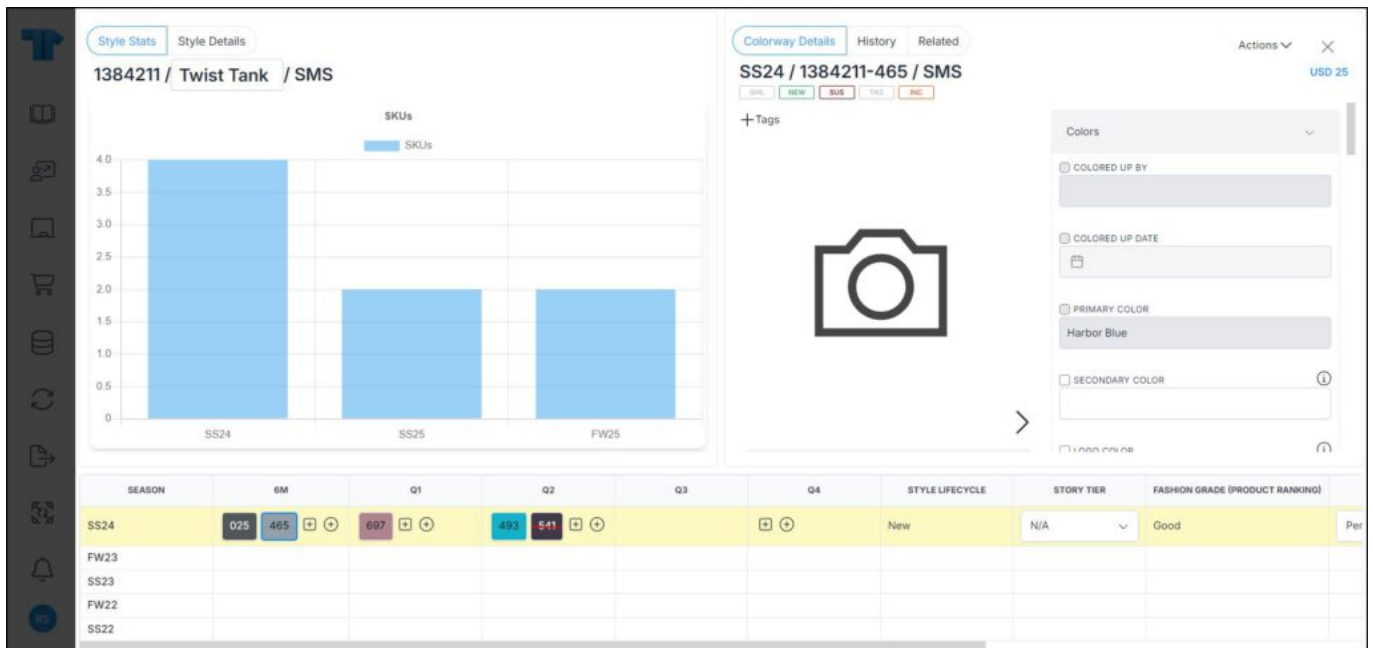 Style Stats Style Details
1384211 / Twist Tank / SMS
SKUs
SKUs
4.0
3.5
3.0
2.5
2.0
1.5
1.0
0.5
0
SS24 SS25 FW25
Colorway Details History Related
Actions
SS24 / 1384211-465 / SMS
USD 25
NEW SUS INC
+Tags
Colors
COLORED UP BY
COLORED UP DATE
PRIMARY COLOR
Harbor Blue
SECONDARY COLOR
LOGO COLOR
SEASON 6M Q1 Q2 Q3 Q4 STYLE LIFECYCLE STORY TIER FASHION GRADE (PRODUCT RANKING)
SS24 025 465 697 493 541 New N/A Good Per
FW23
SS23
FW22
SS22
RS